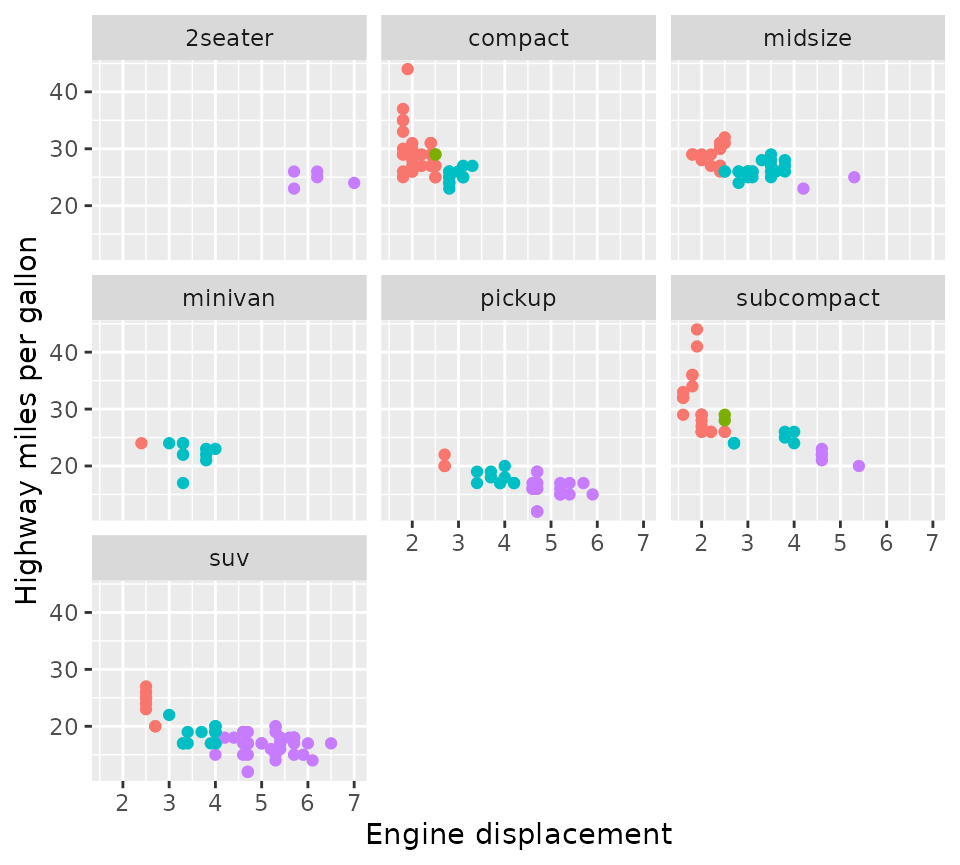 2seater compact midsize
40
30
20
minivan pickup subcompact
40
30
20
2 3 4 5 6 7 2 3 4 5 6 7
suv
40
30
20
2 3 4 5 6 7
Engine displacement
Highway miles per gallon